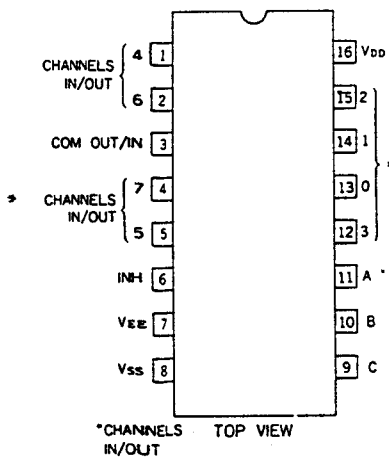 4 1 16 VDD
CHANNELS IN/OUT
6 2 15 2
COM OUT/IN 3 14 1
* 7 4 13 0 *
CHANNELS IN/OUT
5 5 12 3
INH 6 11 A
VEE 7 10 B
VSS 8 9 C
*CHANNELS IN/OUT TOP VIEW